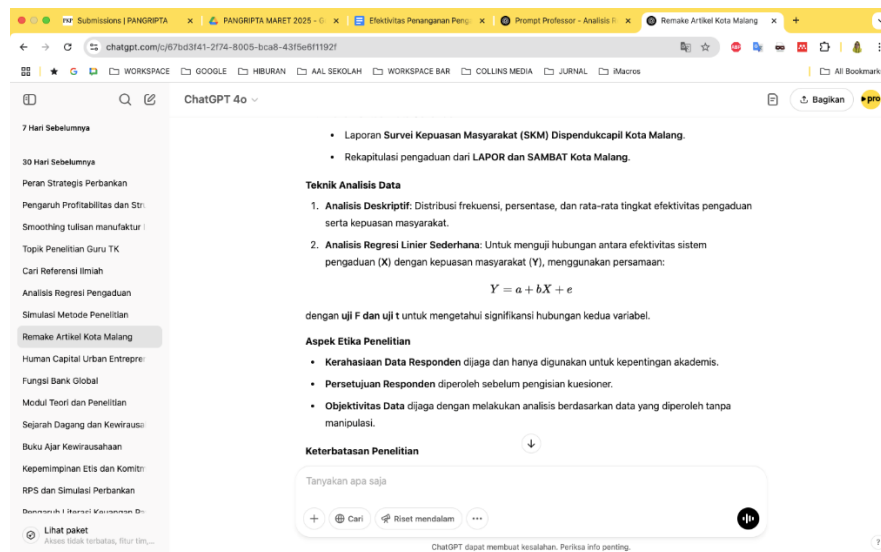 PKP Submissions | PANGRIPTA
PANGRIPTA MARET 2025 - G
Efektivitas Penanganan Peng
Prompt Professor - Analisis R
Remake Artikel Kota Malang
chatgpt.com/c/67bd3f41-2f74-8005-bca8-43f5e6f1192f
WORKSPACE GOOGLE HIBURAN AAL SEKOLAH WORKSPACE BAR COLLINS MEDIA JURNAL iMacros All Bookmark
ChatGPT 4o
Bagikan
pro
7 Hari Sebelumnya
30 Hari Sebelumnya
Peran Strategis Perbankan
Pengaruh Profitabilitas dan Stru
Smoothing tulisan manufaktur
Topik Penelitian Guru TK
Cari Referensi Ilmiah
Analisis Regresi Pengaduan
Simulasi Metode Penelitian
Remake Artikel Kota Malang
Human Capital Urban Entreprer
Fungsi Bank Global
Modul Teori dan Penelitian
Sejarah Dagang dan Kewirausa
Buku Ajar Kewirausahaan
Kepemimpinan Etis dan Komitm
RPS dan Simulasi Perbankan
Pengaruh Literasi Keuangan
Lihat paket
Akses tidak terbatas, fitur tim,...
• Laporan Survei Kepuasan Masyarakat (SKM) Dispendukcapil Kota Malang.
• Rekapitulasi pengaduan dari LAPOR dan SAMBAT Kota Malang.
Teknik Analisis Data
1. Analisis Deskriptif: Distribusi frekuensi, persentase, dan rata-rata tingkat efektivitas pengaduan
serta kepuasan masyarakat.
2. Analisis Regresi Linier Sederhana: Untuk menguji hubungan antara efektivitas sistem
pengaduan (X) dengan kepuasan masyarakat (Y), menggunakan persamaan:
Y = a + bX + e
dengan uji F dan uji t untuk mengetahui signifikansi hubungan kedua variabel.
Aspek Etika Penelitian
• Kerahasiaan Data Responden dijaga dan hanya digunakan untuk kepentingan akademis.
• Persetujuan Responden diperoleh sebelum pengisian kuesioner.
• Objektivitas Data dijaga dengan melakukan analisis berdasarkan data yang diperoleh tanpa
manipulasi.
Keterbatasan Penelitian
Tanyakan apa saja
Cari
Riset mendalam
ChatGPT dapat membuat kesalahan. Periksa info penting.